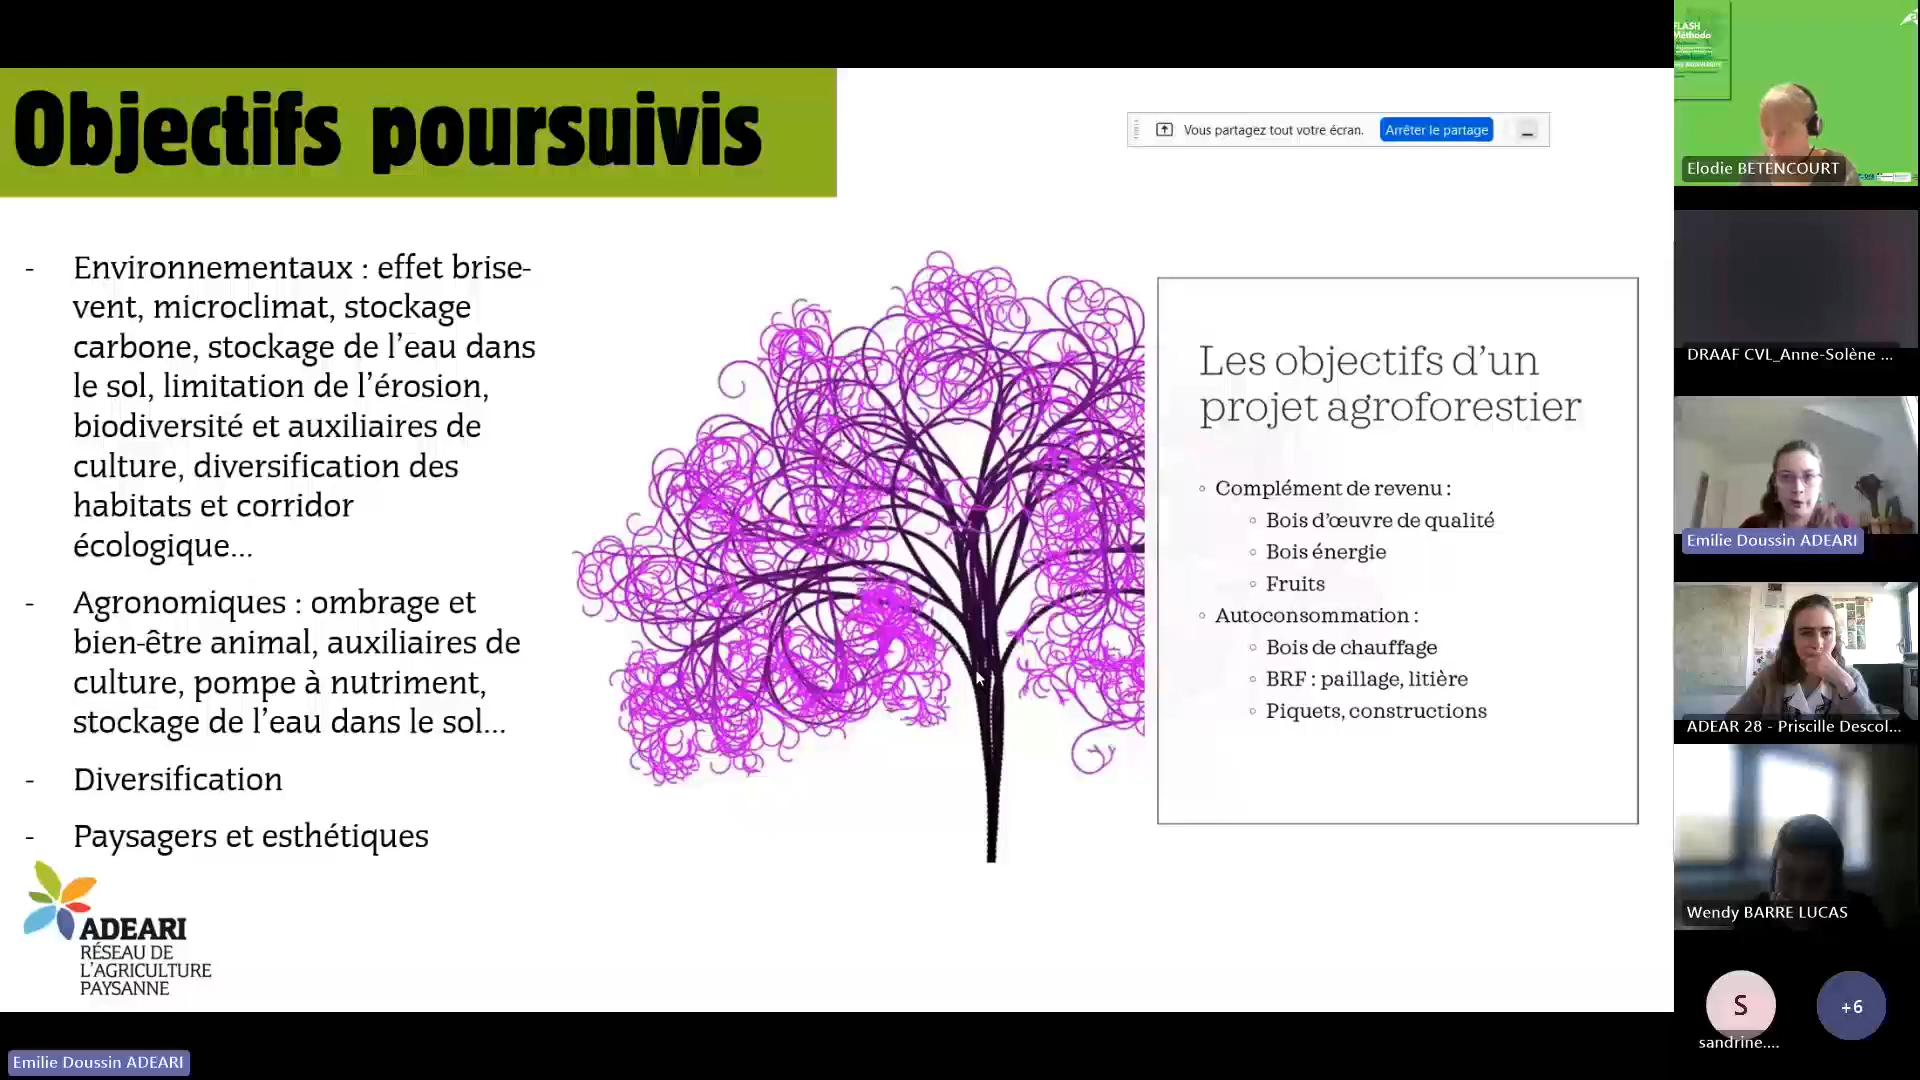 Objectifs poursuivis
Vous partagez tout votre écran.
Arrêter le partage
- Environnementaux : effet brise-
vent, microclimat, stockage
carbone, stockage de l'eau dans
le sol, limitation de l'érosion,
biodiversité et auxiliaires de
culture, diversification des
habitats et corridor
écologique...
- Agronomiques : ombrage et
bien-être animal, auxiliaires de
culture, pompe à nutriment,
stockage de l'eau dans le sol...
- Diversification
- Paysagers et esthétiques
Les objectifs d'un
projet agroforestier
◦ Complément de revenu :
◦ Bois d'œuvre de qualité
◦ Bois énergie
◦ Fruits
◦ Autoconsommation :
◦ Bois de chauffage
◦ BRF : paillage, litière
◦ Piquets, constructions
ADEARI
RÉSEAU DE
L'AGRICULTURE
PAYSANNE
Emilie Doussin ADEARI
FLASH
Méthodo
Elodie BETENCOURT
DRAAF CVL_Anne-Solène ...
Emilie Doussin ADEARI
ADEAR 28 - Priscille Descol...
Wendy BARRE LUCAS
S
+6
sandrine....